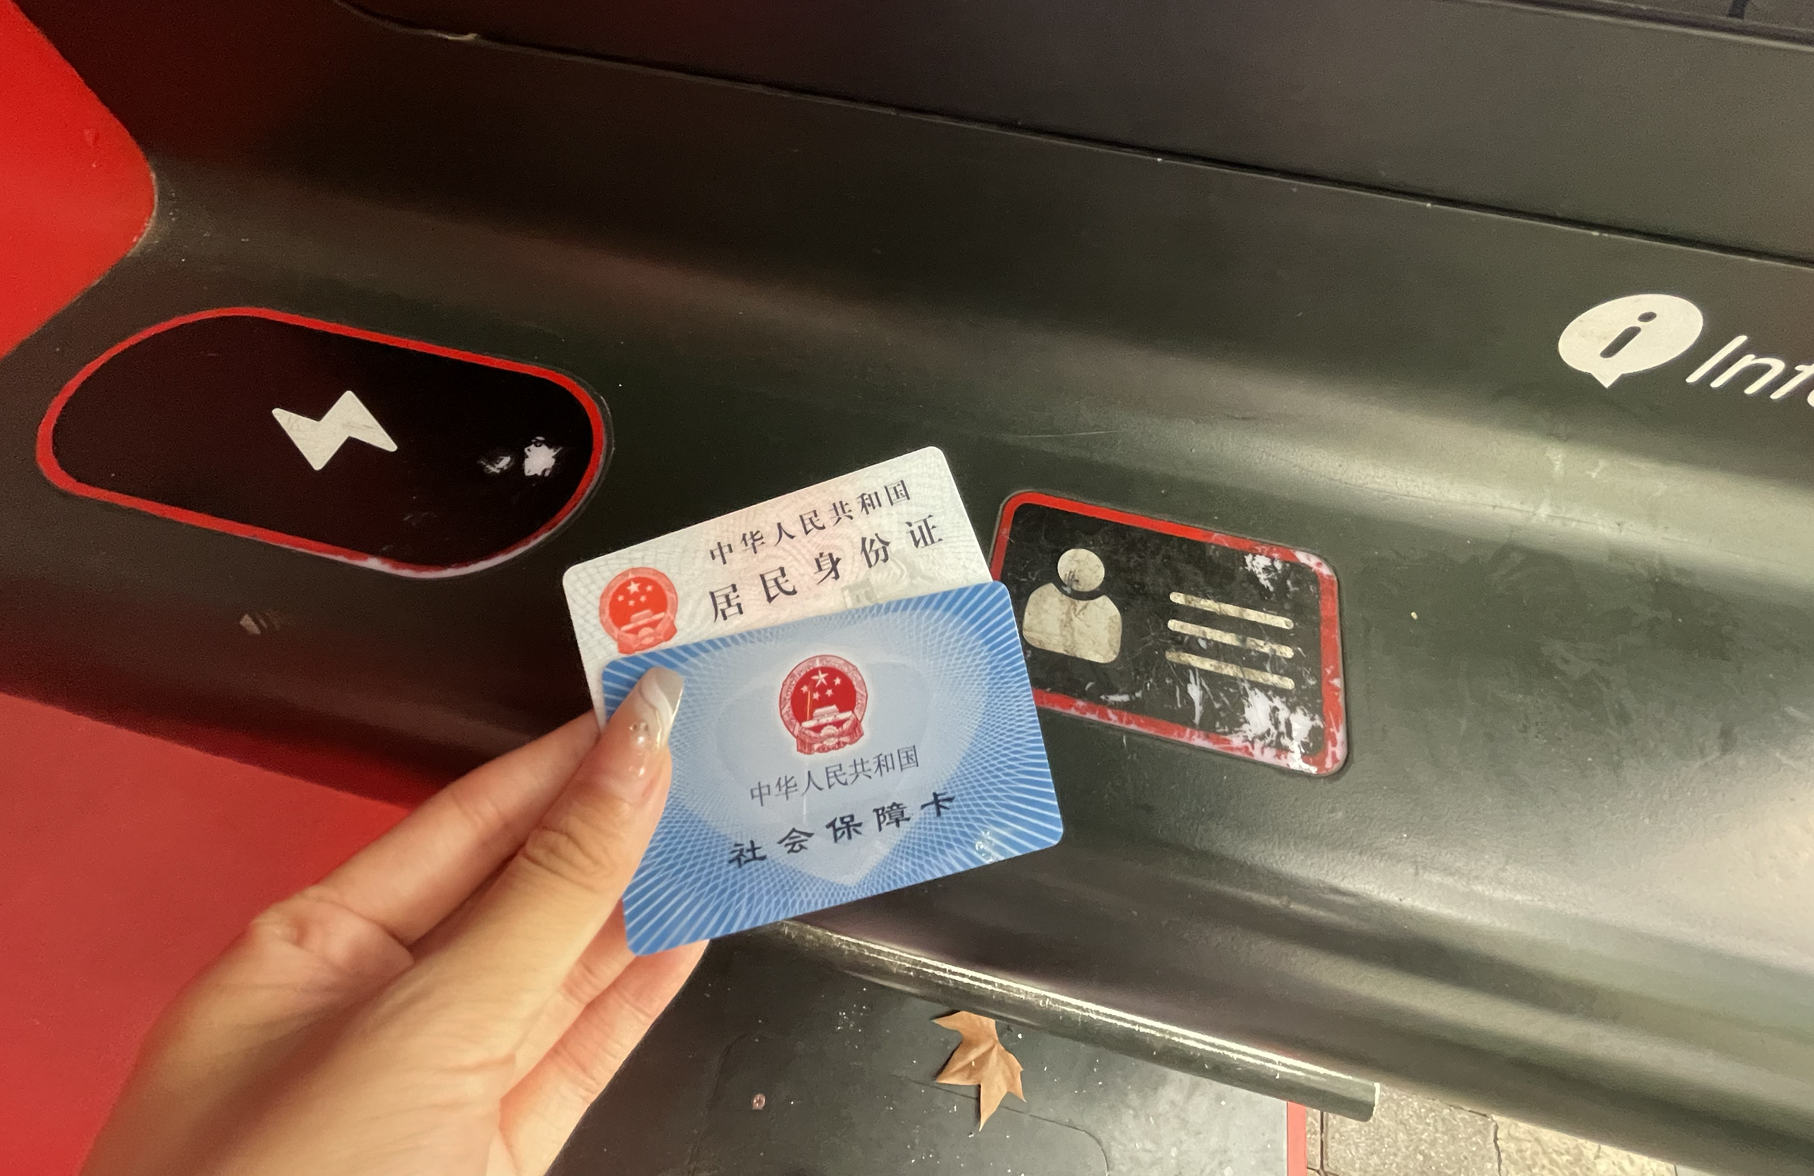 中华人民共和国
居民身份证
中华人民共和国
社会保障卡
i